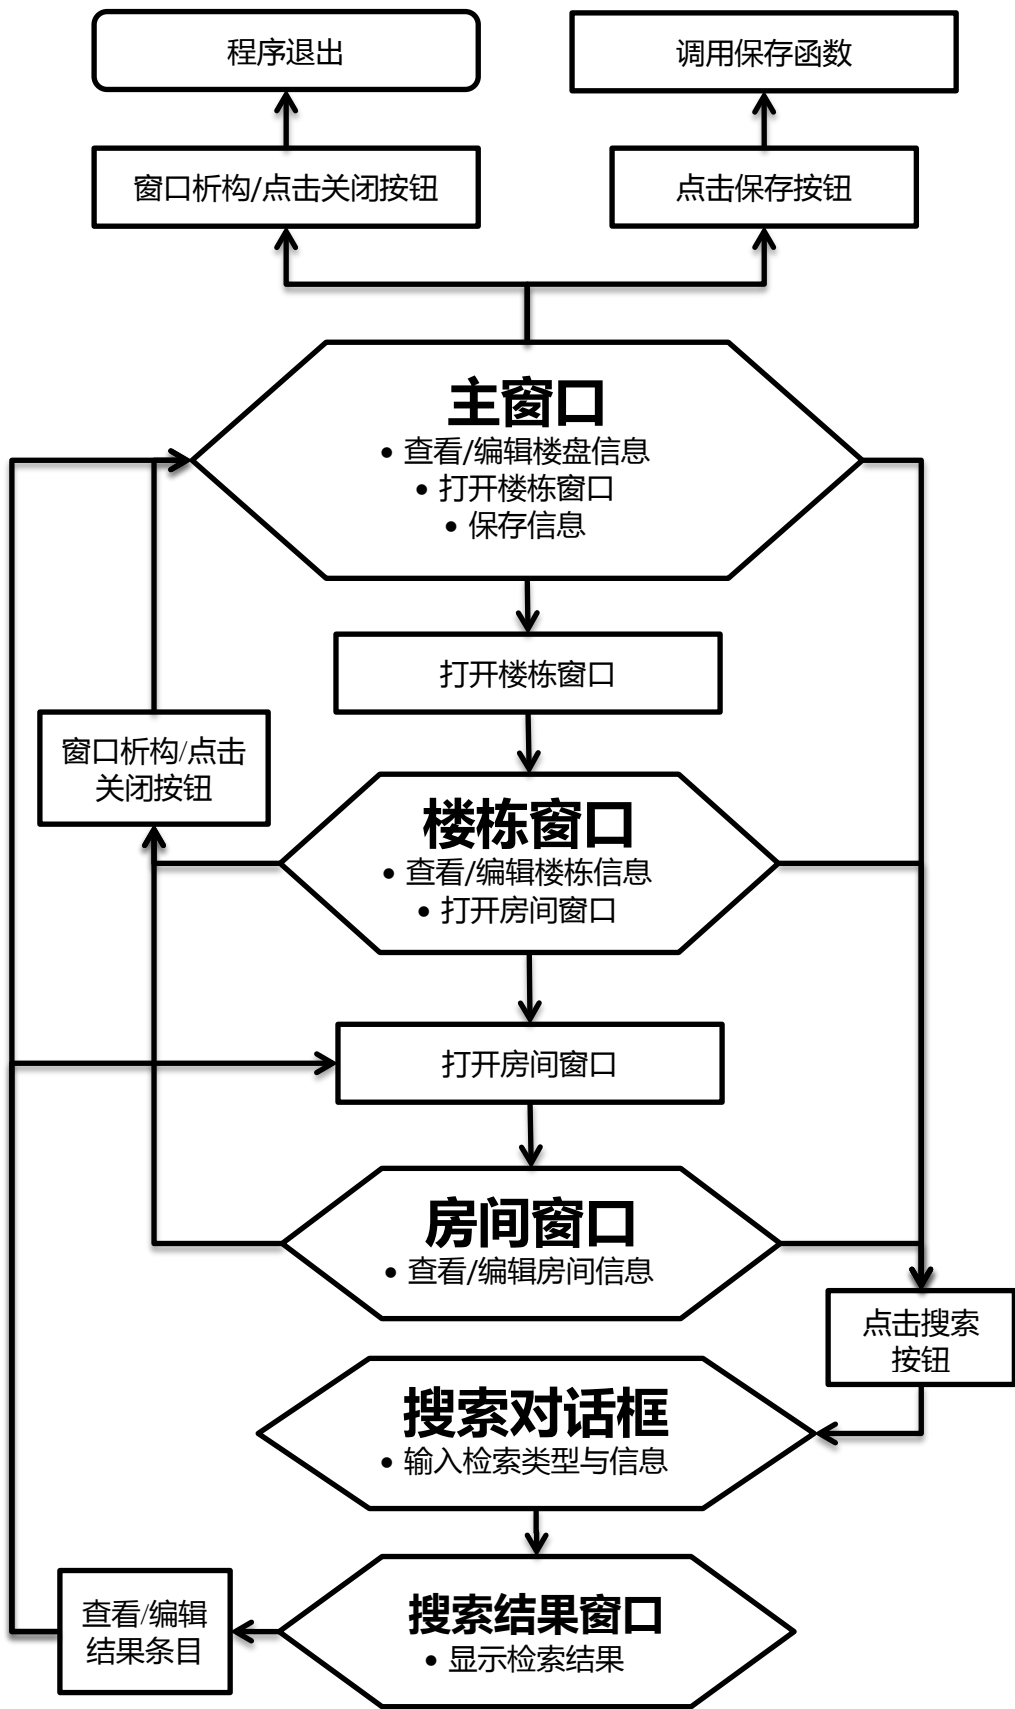 程序退出
调用保存函数
窗口析构/点击关闭按钮
点击保存按钮
主窗口
• 查看/编辑楼盘信息
• 打开楼栋窗口
• 保存信息
打开楼栋窗口
窗口析构/点击
关闭按钮
楼栋窗口
• 查看/编辑楼栋信息
• 打开房间窗口
打开房间窗口
房间窗口
• 查看/编辑房间信息
点击搜索
按钮
搜索对话框
• 输入检索类型与信息
查看/编辑
结果条目
搜索结果窗口
• 显示检索结果